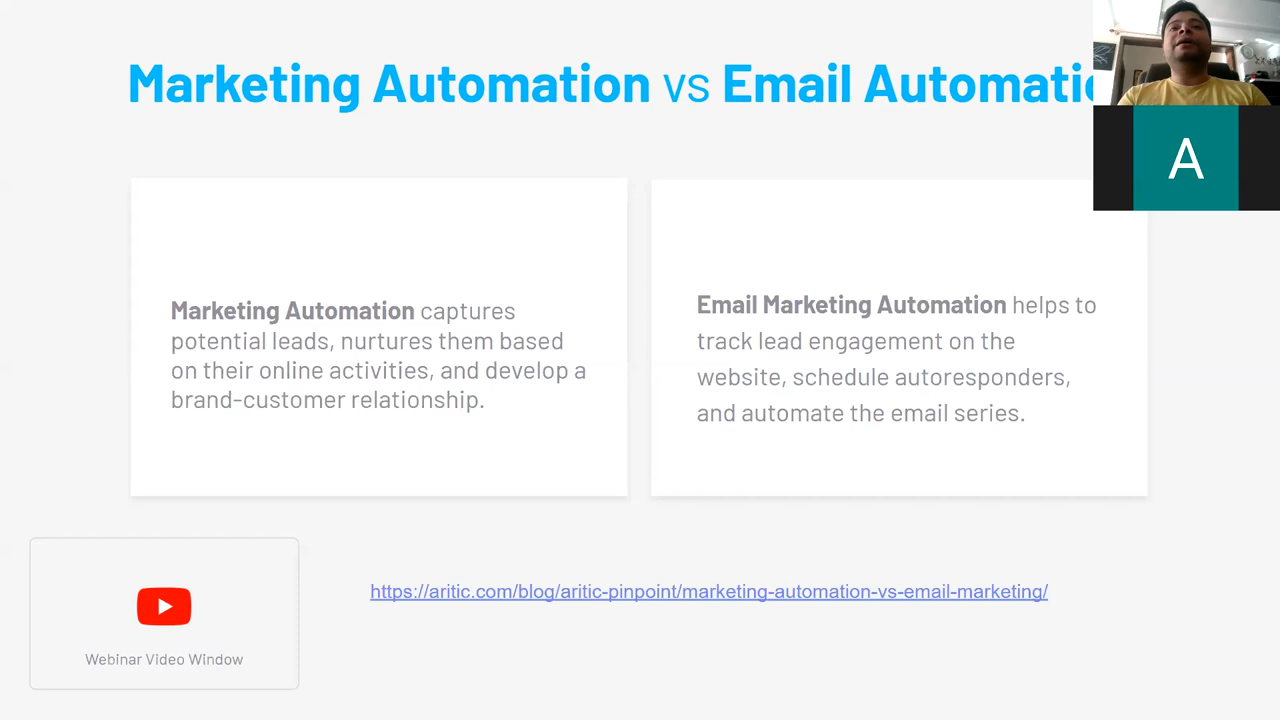 Marketing Automation vs Email Automatio
A
Marketing Automation captures
potential leads, nurtures them based
on their online activities, and develop a
brand-customer relationship.
Email Marketing Automation helps to
track lead engagement on the
website, schedule autoresponders,
and automate the email series.
https://aritic.com/blog/aritic-pinpoint/marketing-automation-vs-email-marketing/
Webinar Video Window